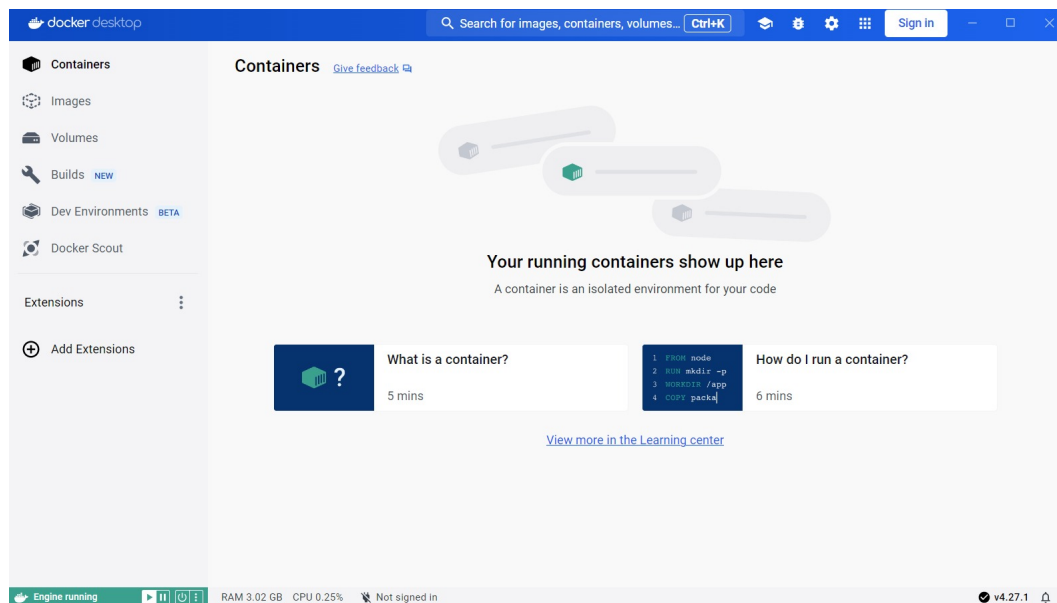 docker desktop
Search for images, containers, volumes... Ctrl+K
Sign in
Containers
Images
Volumes
Builds NEW
Dev Environments BETA
Docker Scout
Extensions
Add Extensions
Containers Give feedback
Your running containers show up here
A container is an isolated environment for your code
?
What is a container?
5 mins
1 FROM node
2 RUN mkdir -p
3 WORKDIR /app
4 COPY packa
How do I run a container?
6 mins
View more in the Learning center
Engine running
RAM 3.02 GB CPU 0.25% Not signed in
v4.27.1